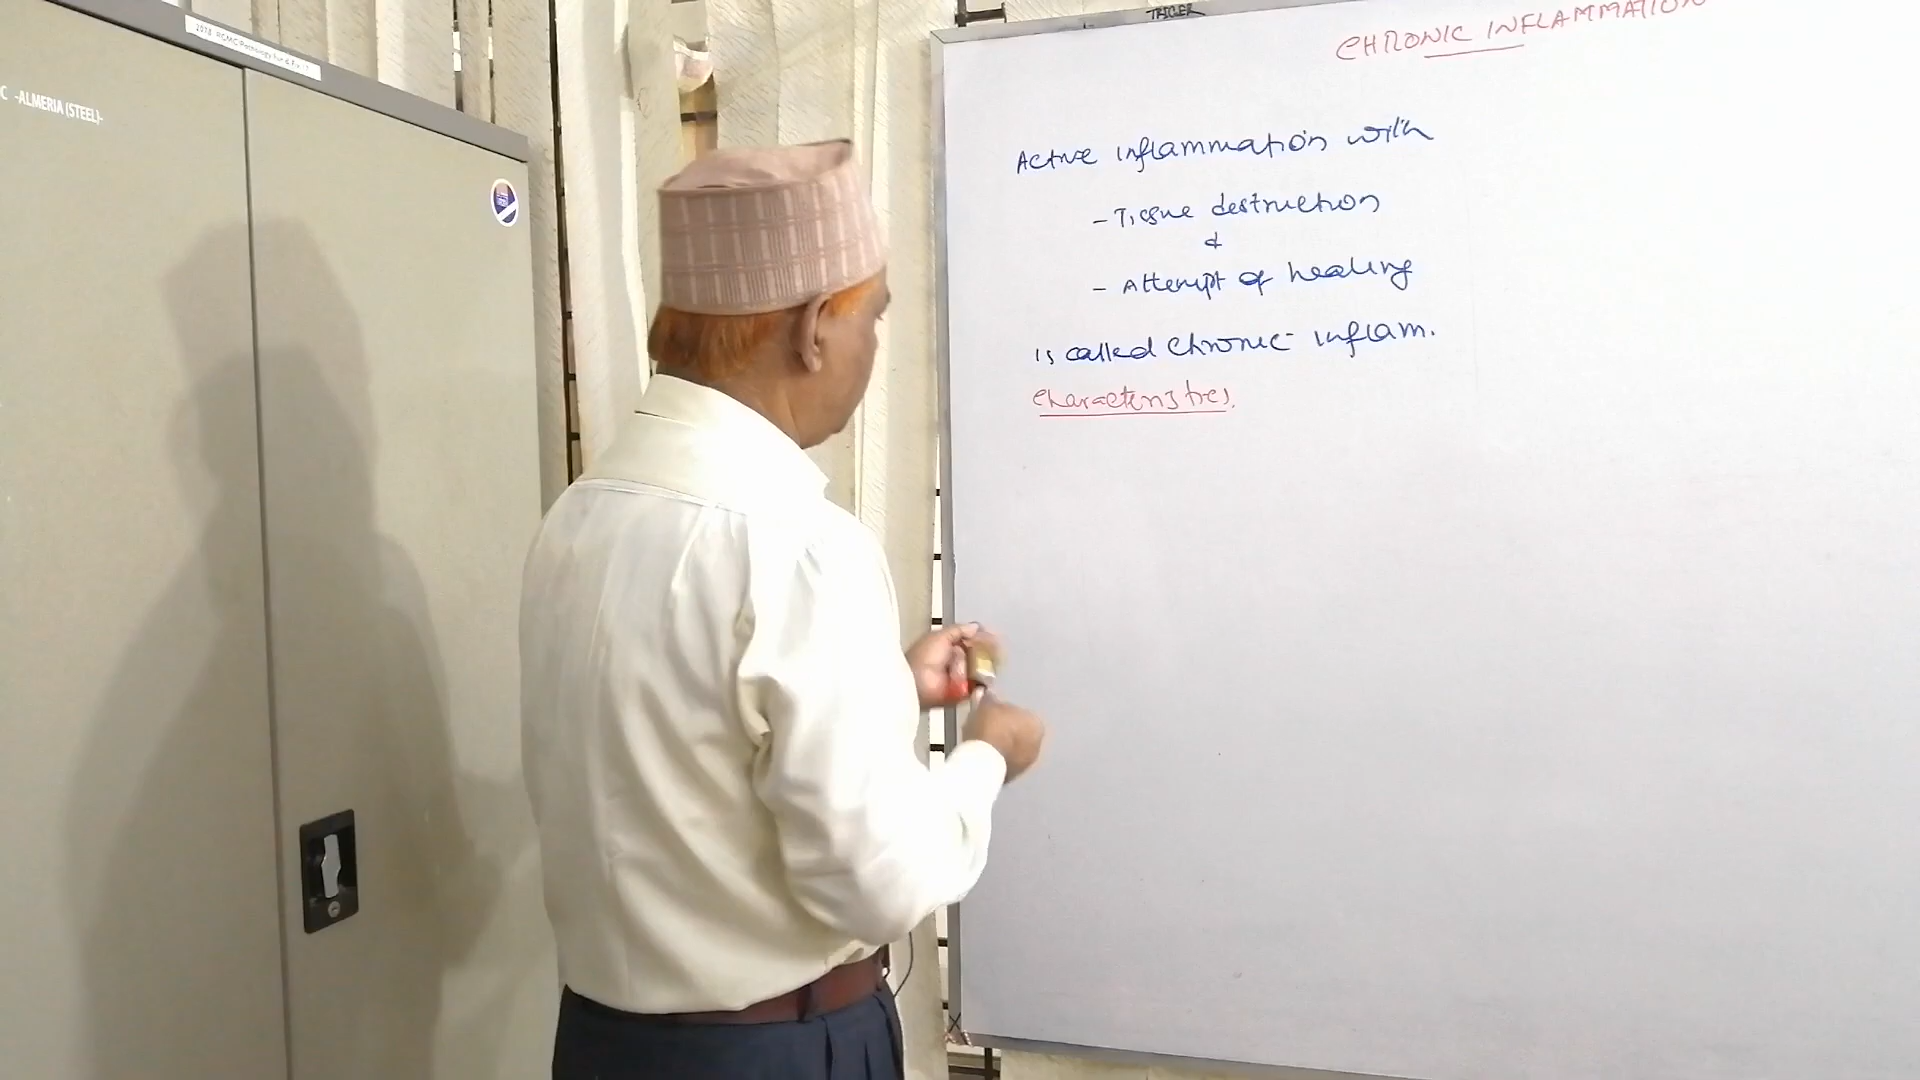 C -ALMERIA (STEEL)-
CHRONIC INFLAMMATION
Active inflammation with
- Tissue destruction
&
- Attempt of healing
is called chronic inflam.
Characteristics.